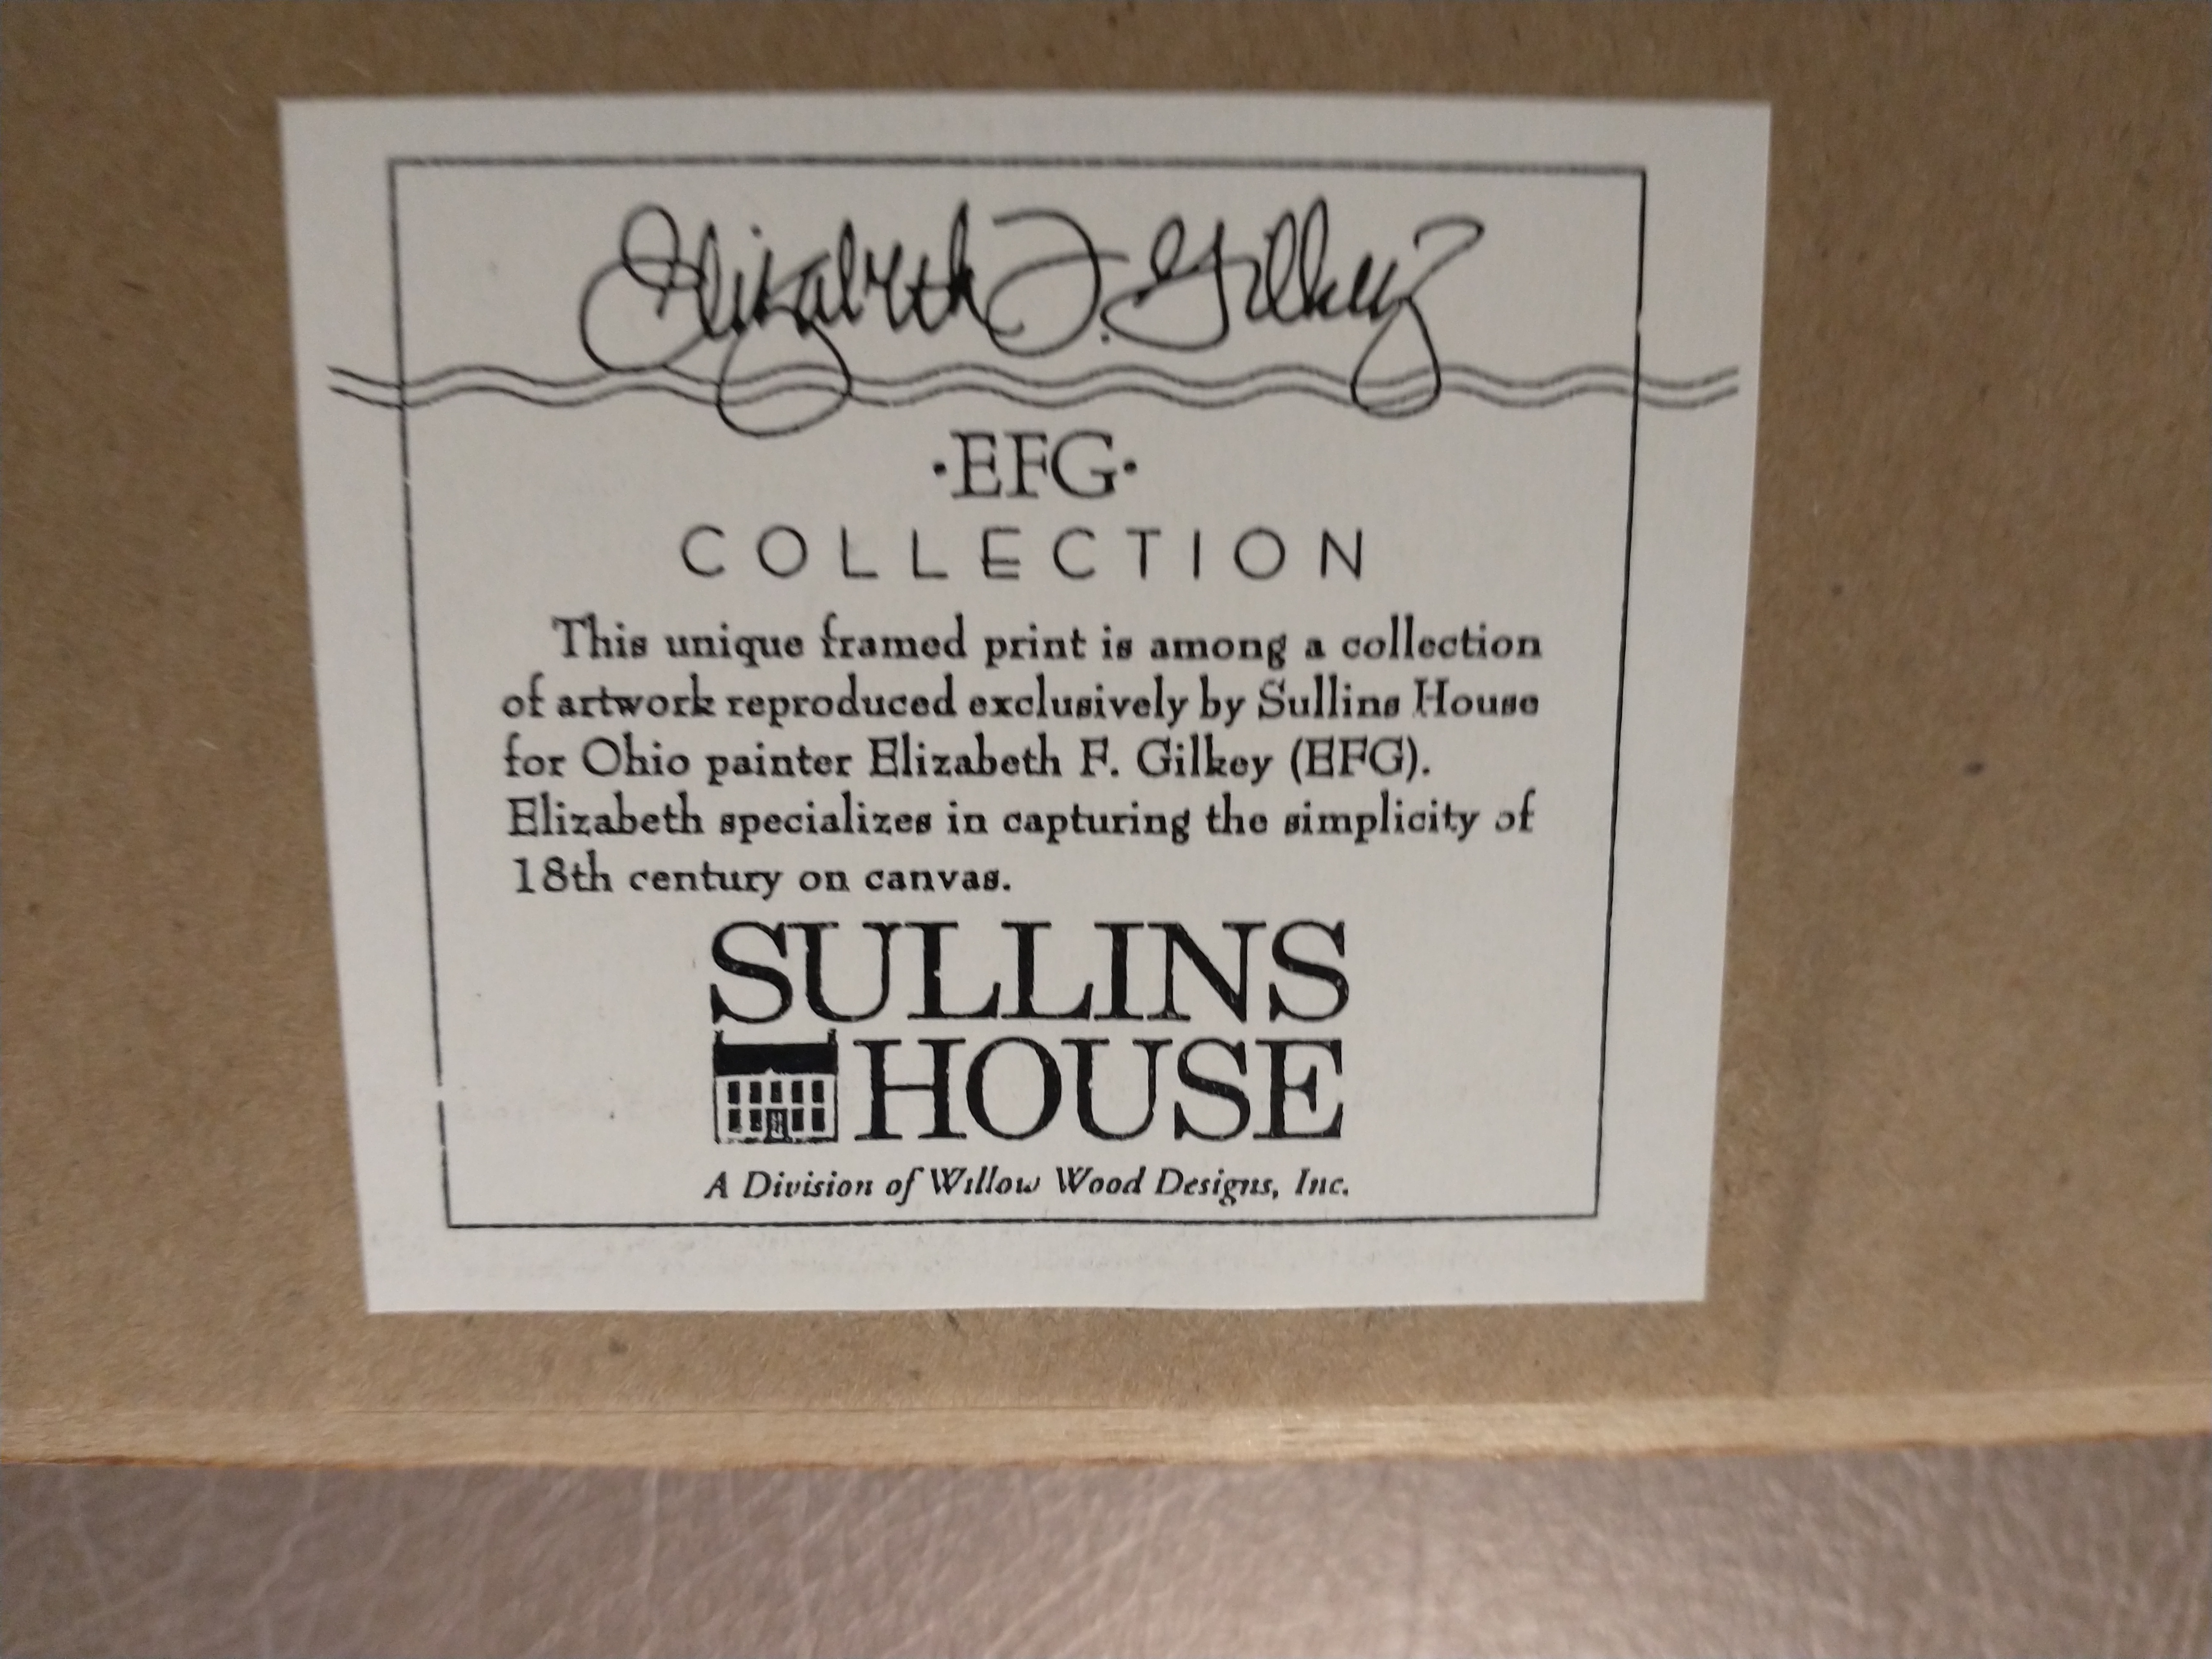 Elizabeth F. Gilkey
·EFG·
COLLECTION
This unique framed print is among a collection
of artwork reproduced exclusively by Sullins House
for Ohio painter Elizabeth F. Gilkey (EFG).
Elizabeth specializes in capturing the simplicity of
18th century on canvas.
SULLINS
HOUSE
A Division of Willow Wood Designs, Inc.